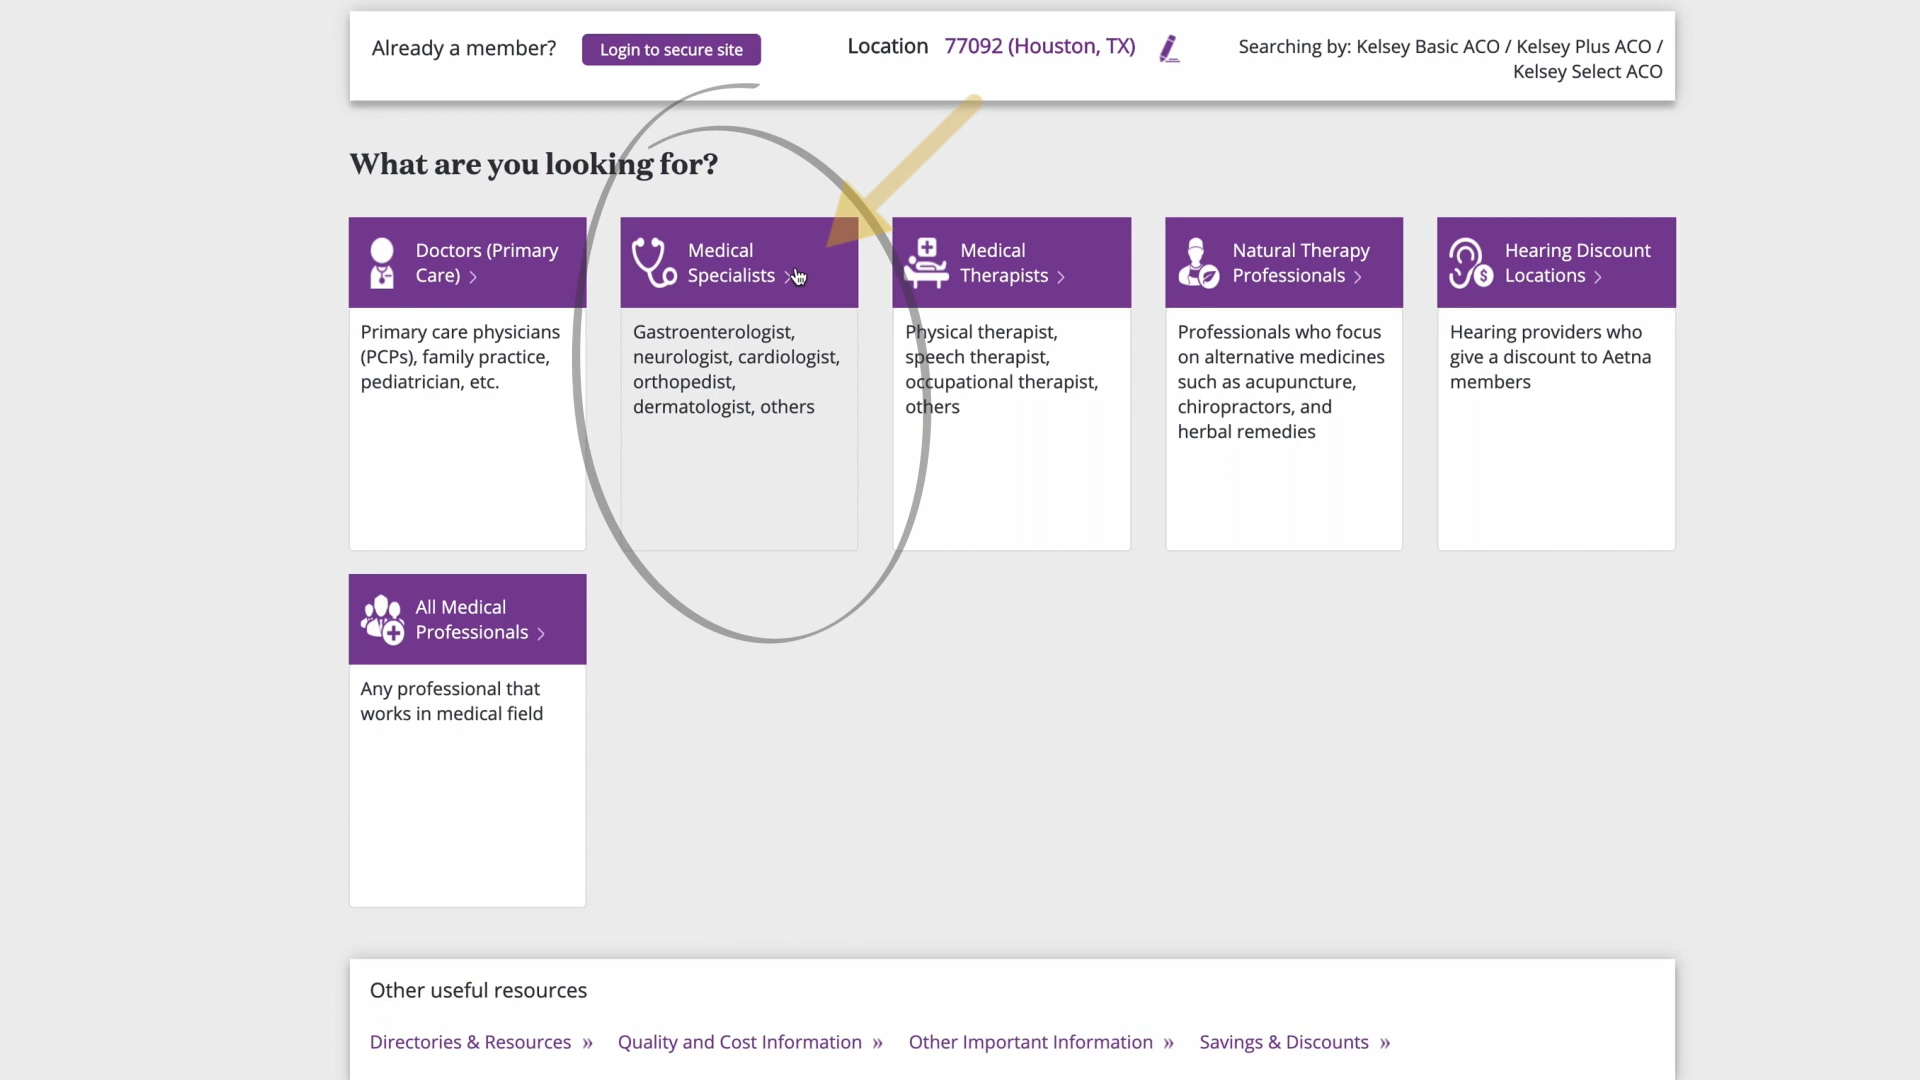 Already a member?
Login to secure site
Location 77092 (Houston, TX)
Searching by: Kelsey Basic ACO / Kelsey Plus ACO /
Kelsey Select ACO
What are you looking for?
Doctors (Primary
Care)
Primary care physicians
(PCPs), family practice,
pediatrician, etc.
Medical
Specialists
Gastroenterologist,
neurologist, cardiologist,
orthopedist,
dermatologist, others
Medical
Therapists
Physical therapist,
speech therapist,
occupational therapist,
others
Natural Therapy
Professionals
Professionals who focus
on alternative medicines
such as acupuncture,
chiropractors, and
herbal remedies
Hearing Discount
Locations
Hearing providers who
give a discount to Aetna
members
All Medical
Professionals
Any professional that
works in medical field
Other useful resources
Directories & Resources »
Quality and Cost Information »
Other Important Information »
Savings & Discounts »